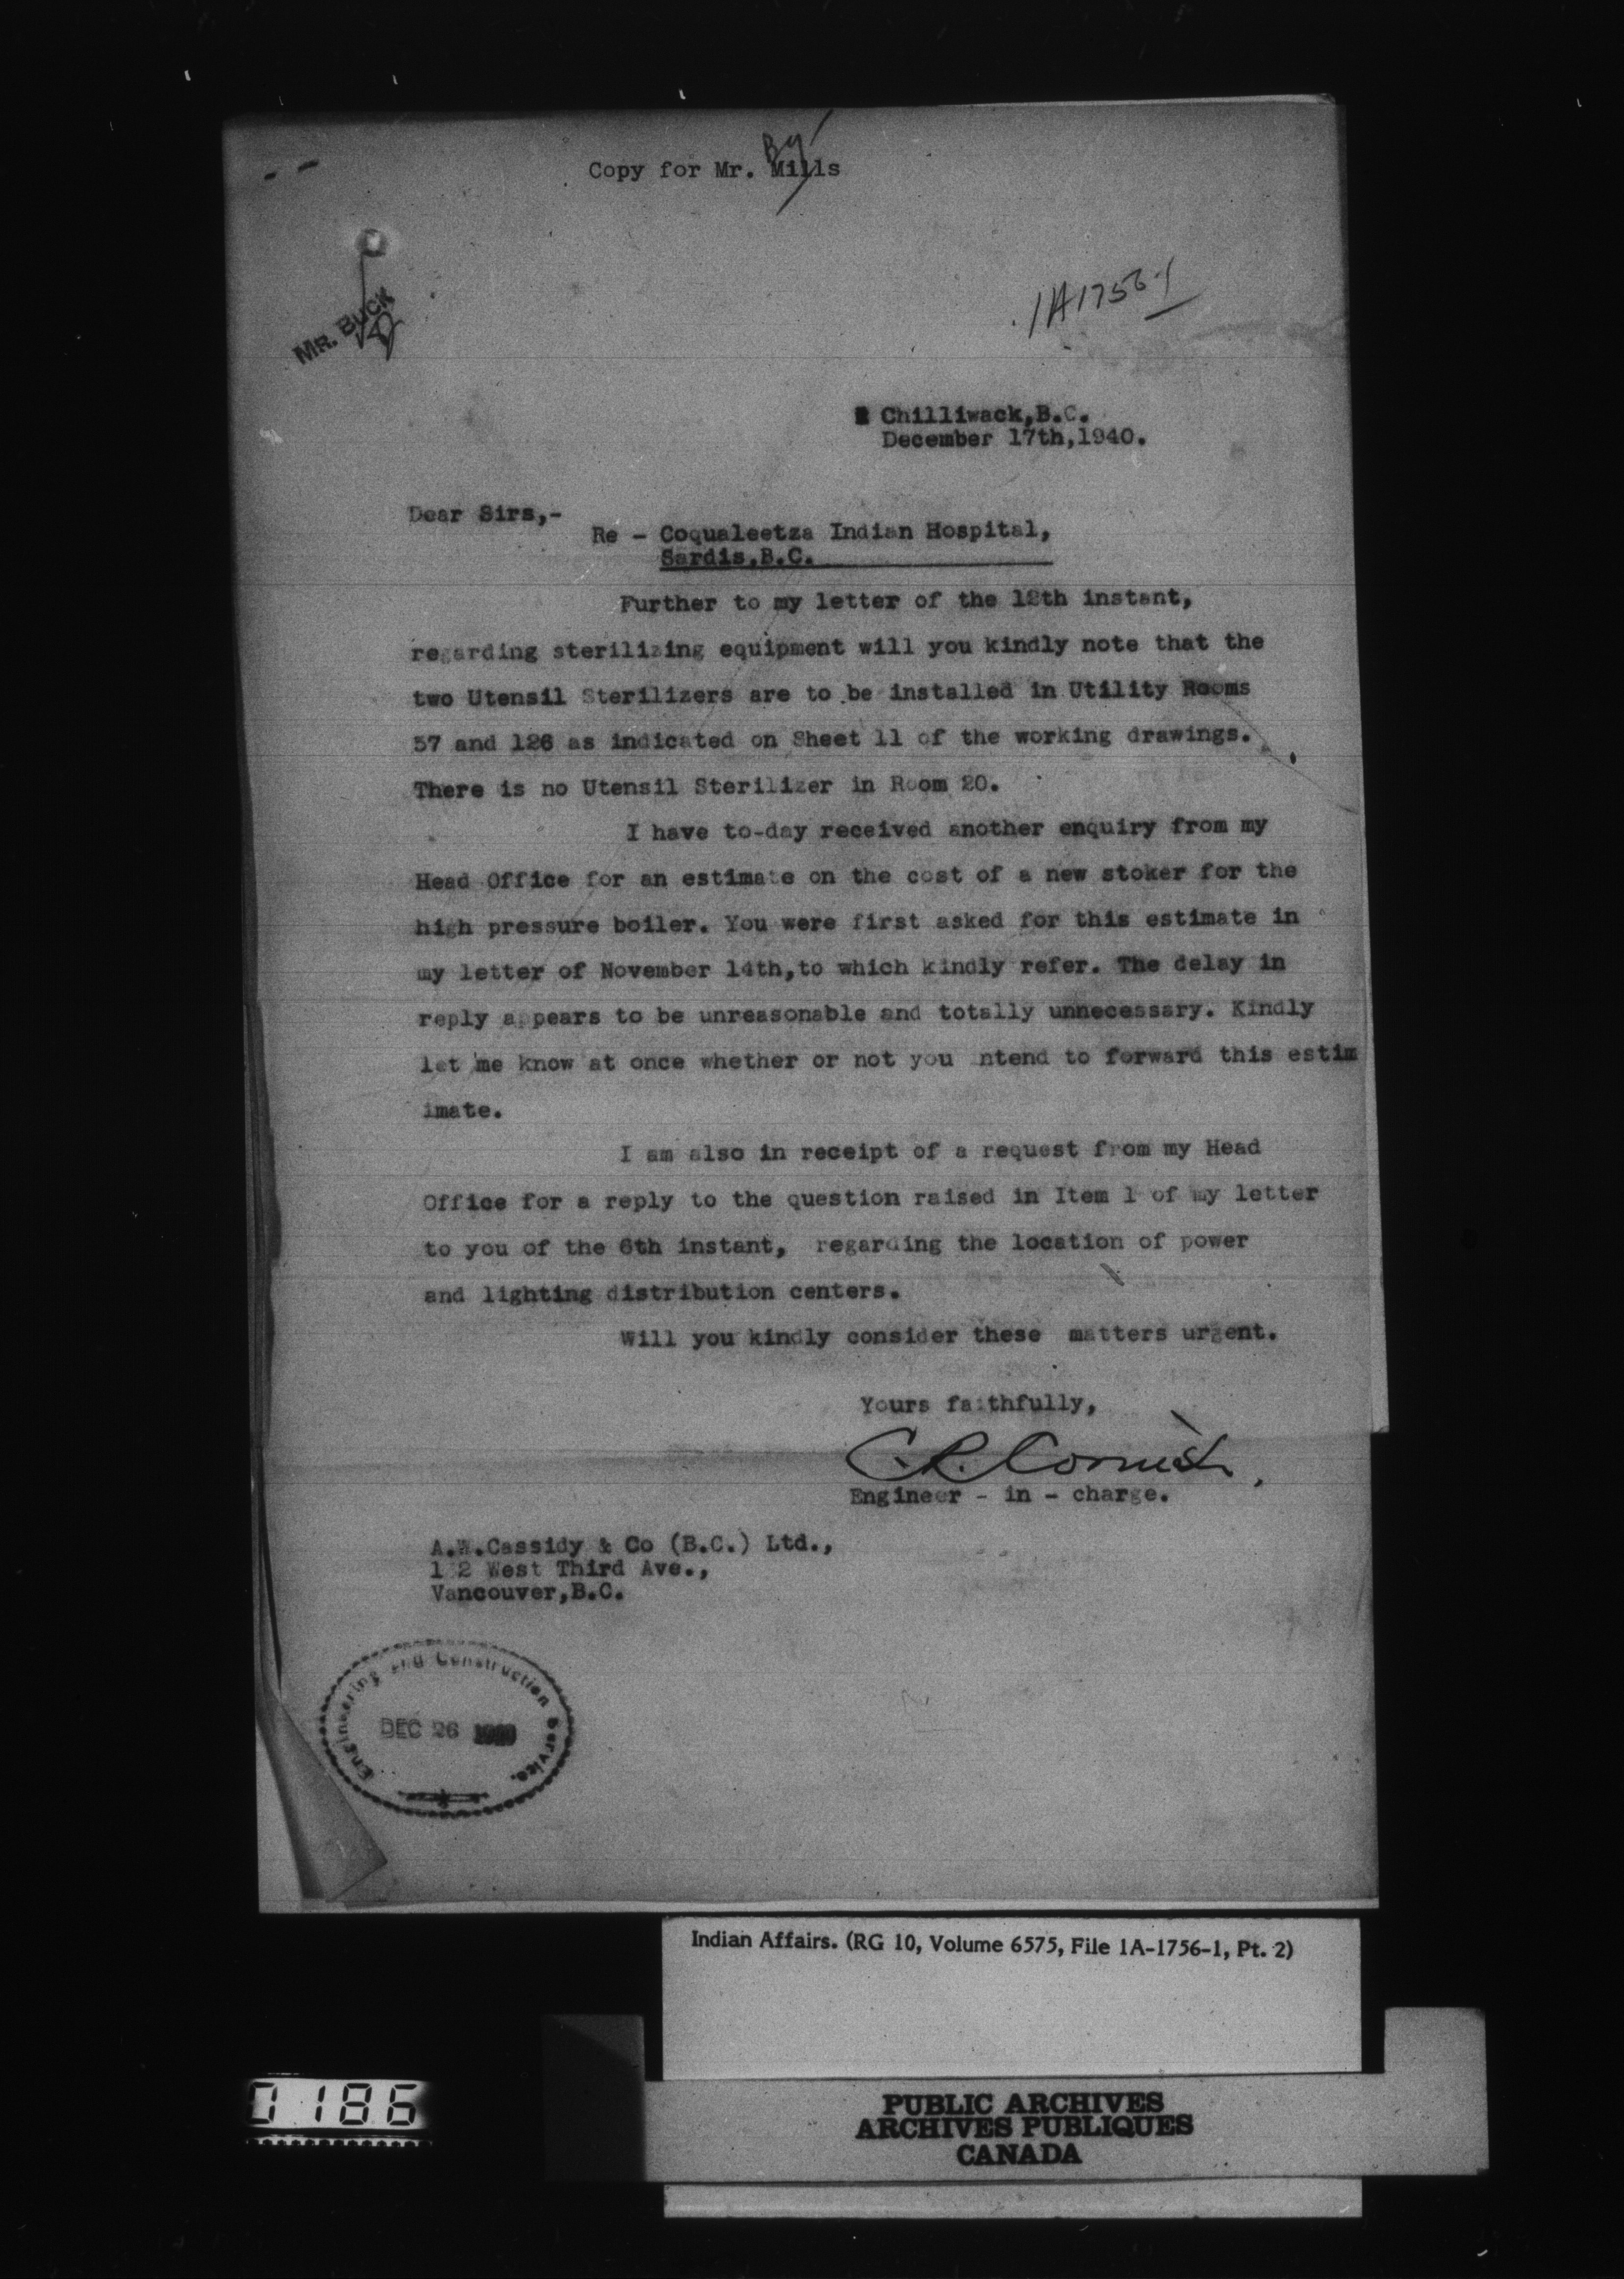 Copy for Mr. Mills
MR. BUCK
1A1756-1
Chilliwack,B.C.
December 17th,1940.
Dear Sirs,-
Re - Coqualeetza Indian Hospital,
Sardis,B.C.
Further to my letter of the 12th instant,
regarding sterilizing equipment will you kindly note that the
two Utensil Sterilizers are to be installed in Utility Rooms
57 and 126 as indicated on Sheet 11 of the working drawings.
There is no Utensil Sterilizer in Room 20.
I have to-day received another enquiry from my
Head Office for an estimate on the cost of a new stoker for the
high pressure boiler. You were first asked for this estimate in
my letter of November 14th,to which kindly refer. The delay in
reply appears to be unreasonable and totally unnecessary. Kindly
let me know at once whether or not you ntend to forward this estim
imate.
I am also in receipt of a request from my Head
Office for a reply to the question raised in Item 1 of my letter
to you of the 6th instant, regarding the location of power
and lighting distribution centers.
Will you kindly consider these matters urgent.
Yours faithfully,
C.R. Cornish.
Engineer - in - charge.
A.W.Cassidy & Co (B.C.) Ltd.,
West Third Ave.,
Vancouver,B.C.
Engineering and Construction Service.
DEC 26 1940
Indian Affairs. (RG 10, Volume 6575, File 1A-1756-1, Pt. 2)
0186
PUBLIC ARCHIVES
ARCHIVES PUBLIQUES
CANADA